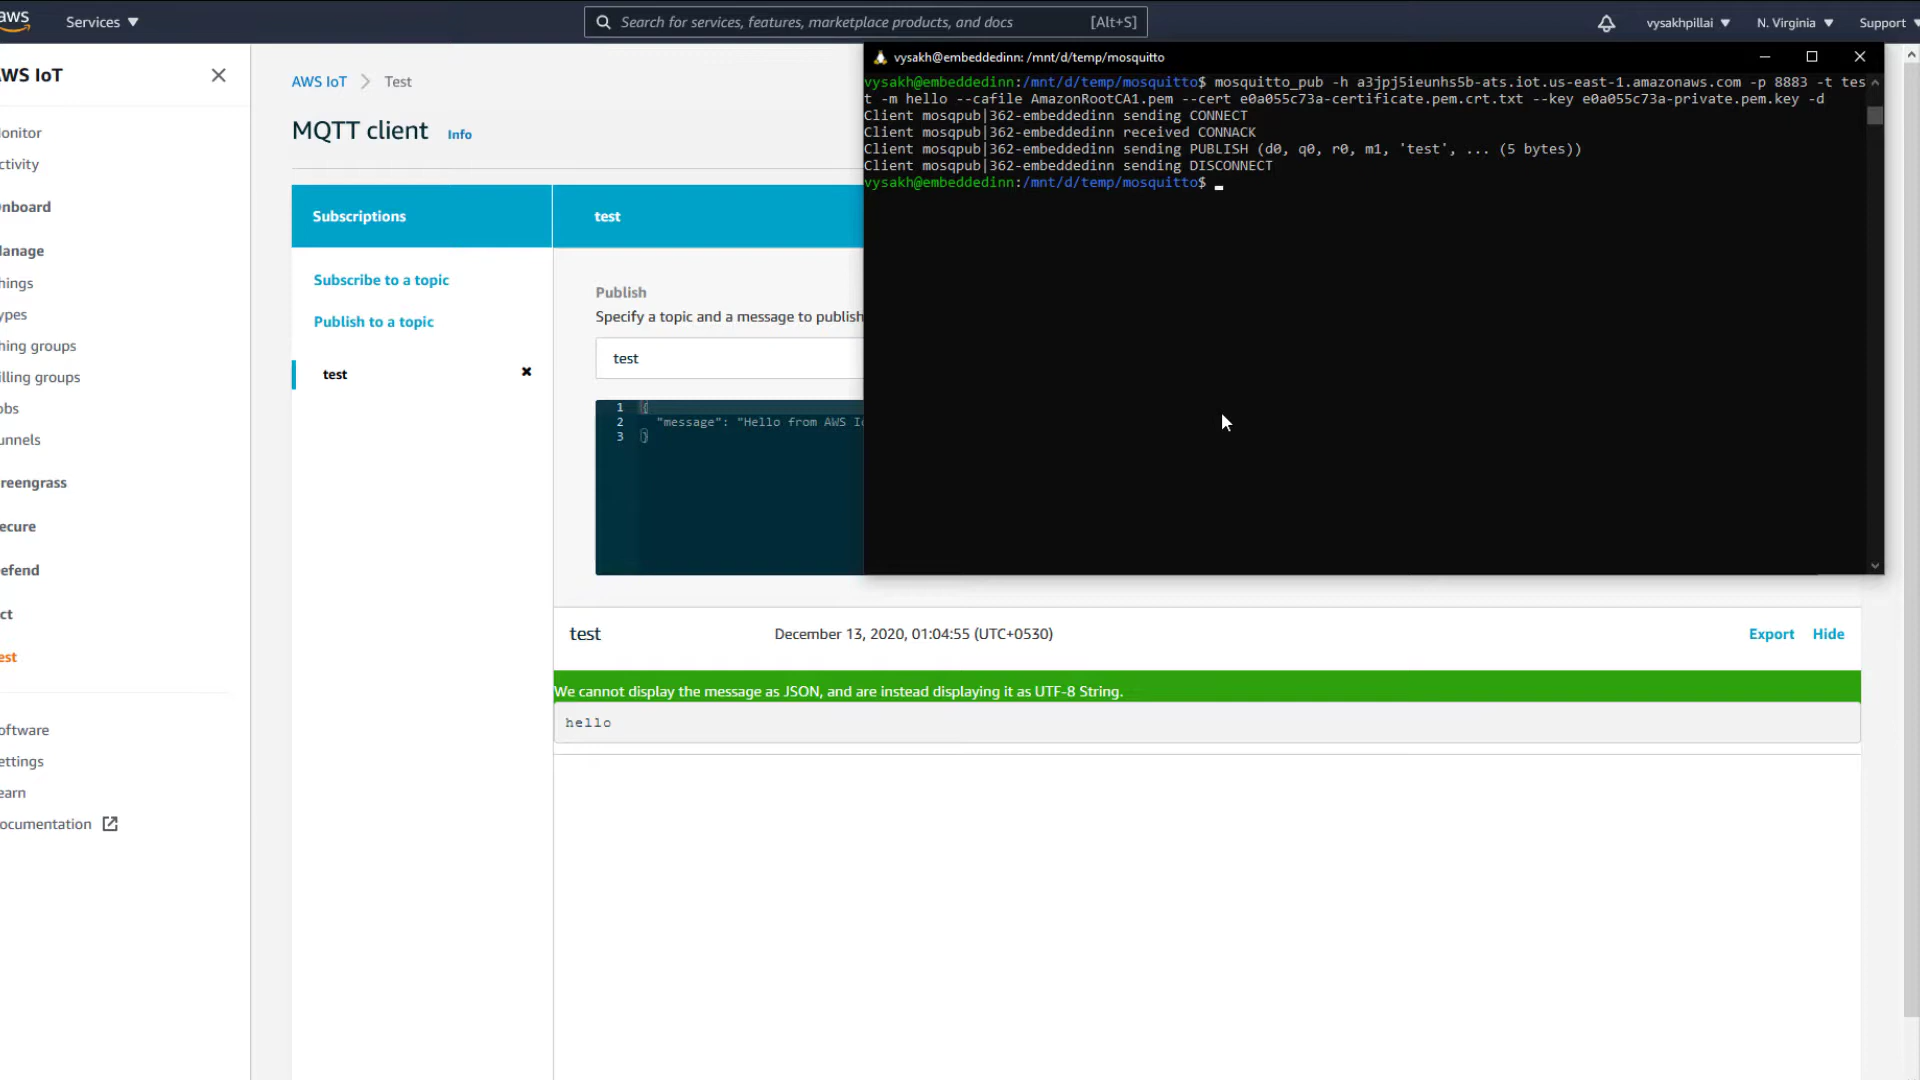 aws
Services
Search for services, features, marketplace products, and docs [Alt+S]
vysakhpillai N. Virginia Support
WS IoT
onitor
ctivity
nboard
anage
hings
ypes
hing groups
illing groups
obs
unnels
reengrass
ecure
efend
ct
est
oftware
ettings
earn
ocumentation
AWS IoT Test
MQTT client Info
Subscriptions
test
Subscribe to a topic
Publish to a topic
test
Publish
Specify a topic and a message to publish
test
1 {
2 "message": "Hello from AWS Io
3 }
vysakh@embeddedinn: /mnt/d/temp/mosquitto
vysakh@embeddedinn:/mnt/d/temp/mosquitto$ mosquitto_pub -h a3jpj5ieunhs5b-ats.iot.us-east-1.amazonaws.com -p 8883 -t tes
t -m hello --cafile AmazonRootCA1.pem --cert e0a055c73a-certificate.pem.crt.txt --key e0a055c73a-private.pem.key -d
Client mosqpub|362-embeddedinn sending CONNECT
Client mosqpub|362-embeddedinn received CONNACK
Client mosqpub|362-embeddedinn sending PUBLISH (d0, q0, r0, m1, 'test', ... (5 bytes))
Client mosqpub|362-embeddedinn sending DISCONNECT
vysakh@embeddedinn:/mnt/d/temp/mosquitto$
test December 13, 2020, 01:04:55 (UTC+0530) Export Hide
We cannot display the message as JSON, and are instead displaying it as UTF-8 String.
hello